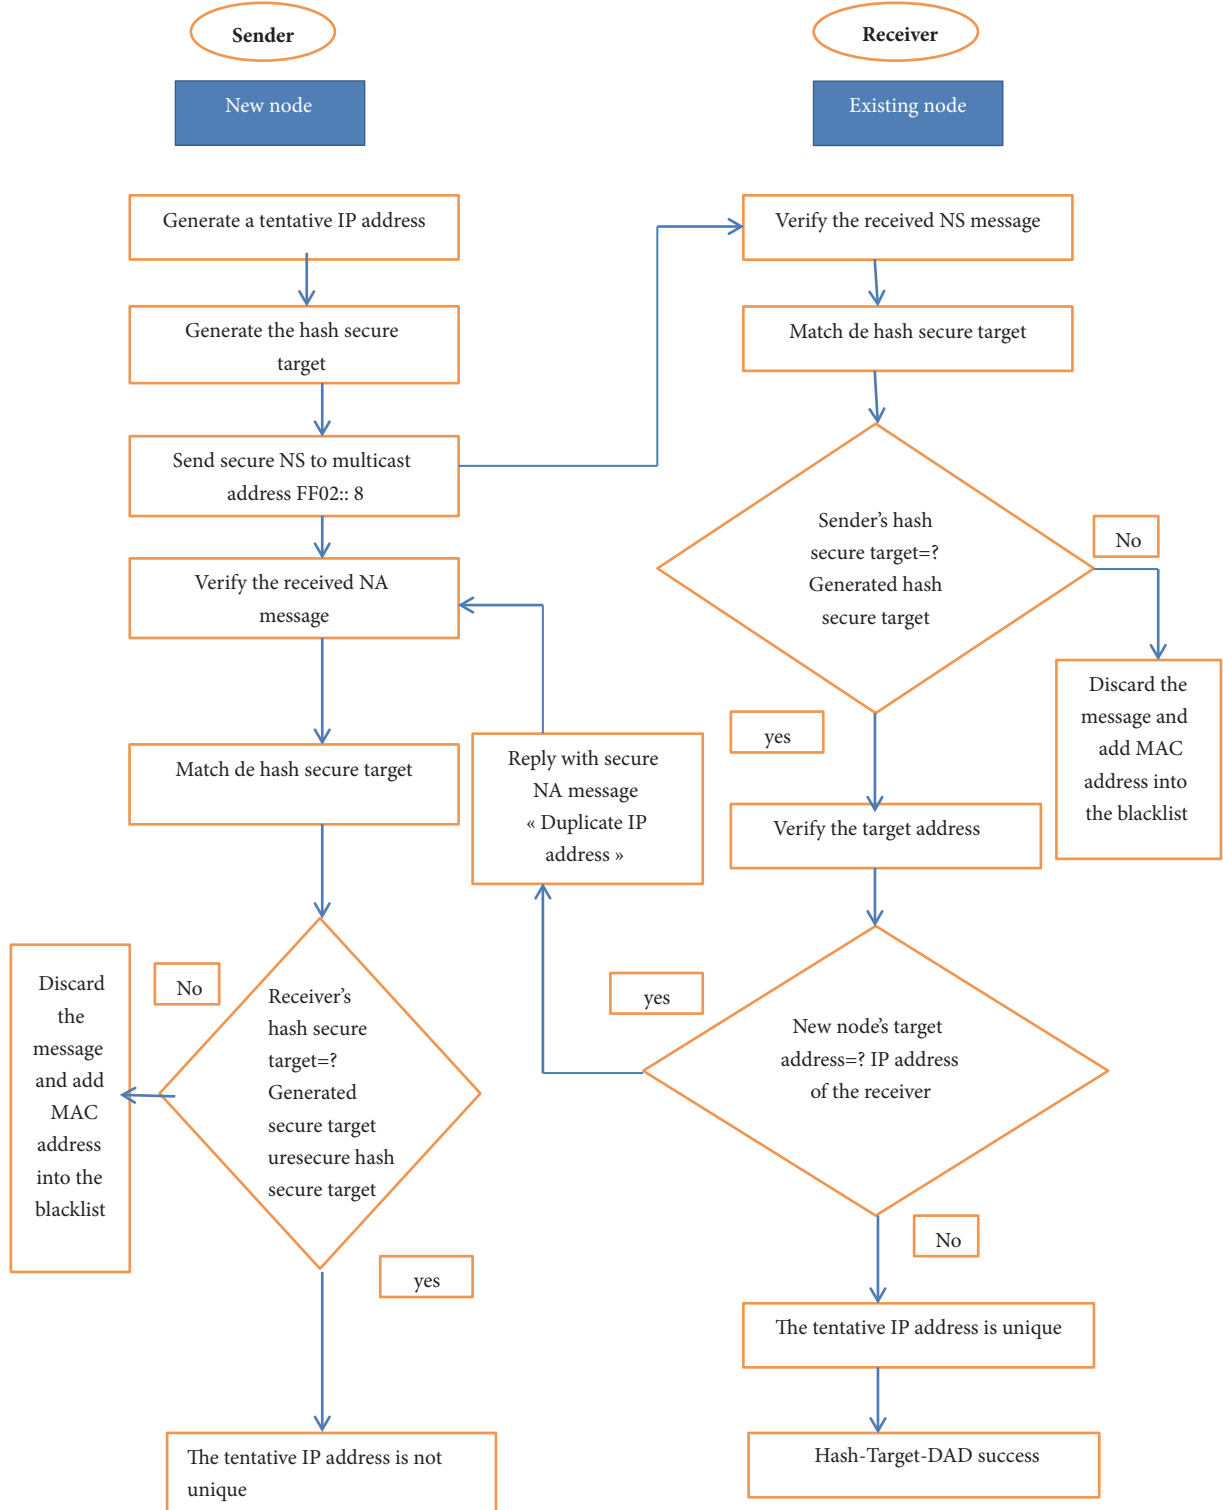 Sender
New node
Generate a tentative IP address
Generate the hash secure
target
Send secure NS to multicast
address FF02:: 8
Verify the received NA
message
Match de hash secure target
No
Discard
the
message
and add
MAC
address
into the
blacklist
Receiver's
hash secure
target=?
Generated
secure target
uresecure hash
secure target
yes
The tentative IP address is not
unique
Reply with secure
NA message
« Duplicate IP
address »
Receiver
Existing node
Verify the received NS message
Match de hash secure target
Sender's hash
secure target=?
Generated hash
secure target
No
Discard the
message and
add MAC
address into
the blacklist
yes
Verify the target address
yes
New node's target
address=? IP address
of the receiver
No
The tentative IP address is unique
Hash-Target-DAD success